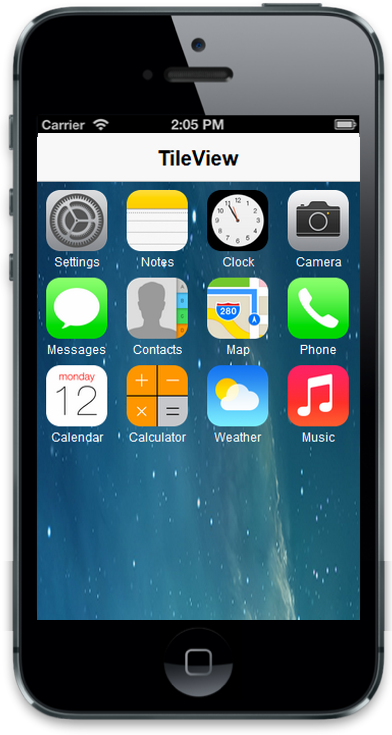 Carrier 2:05 PM
TileView
Settings Notes Clock Camera
280
Messages Contacts Map Phone
monday
12
Calendar Calculator Weather Music